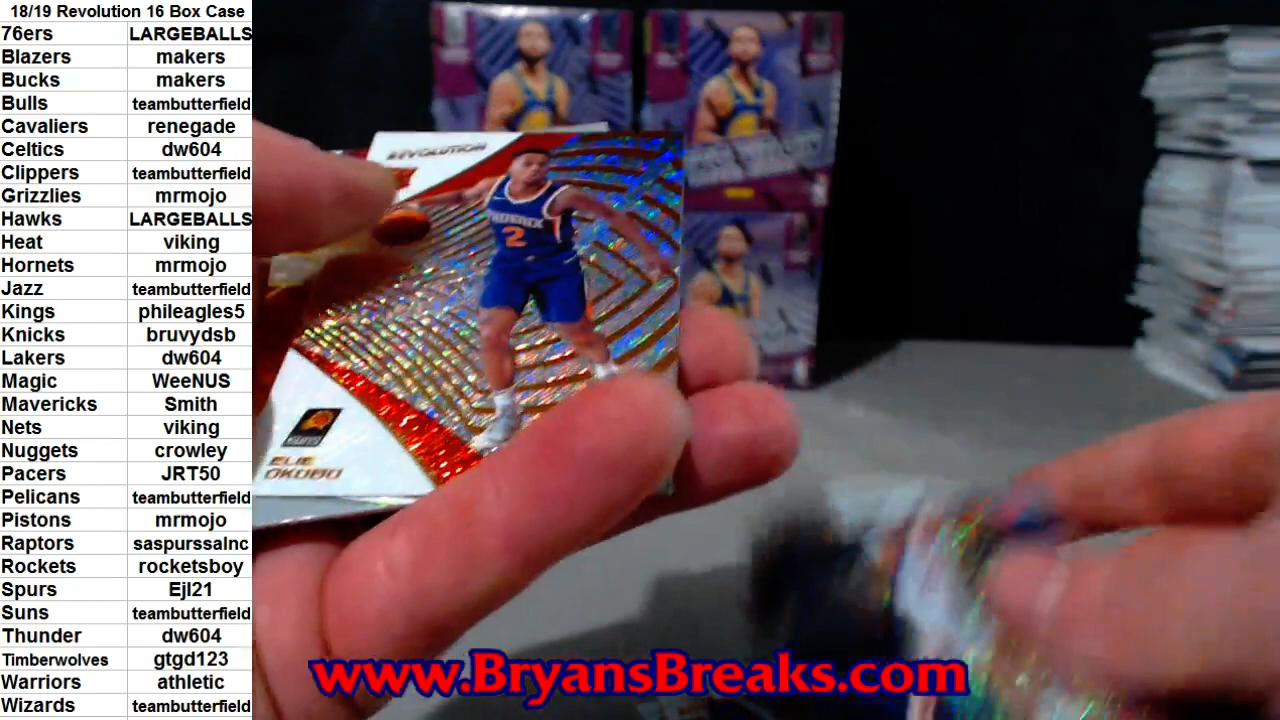 18/19 Revolution 16 Box Case
76ers LARGEBALLS
Blazers makers
Bucks makers
Bulls teambutterfield
Cavaliers renegade
Celtics dw604
Clippers teambutterfield
Grizzlies mrmojo
Hawks LARGEBALLS
Heat viking
Hornets mrmojo
Jazz teambutterfield
Kings phileagles5
Knicks bruvydsb
Lakers dw604
Magic WeeNUS
Mavericks Smith
Nets viking
Nuggets crowley
Pacers JRT50
Pelicans teambutterfield
Pistons mrmojo
Raptors saspurssalnc
Rockets rocketsboy
Spurs Ejl21
Suns teambutterfield
Thunder dw604
Timberwolves gtgd123
Warriors athletic
Wizards teambutterfield
REVOLUTION
PHOENIX
2
ELIE
OKOBO
www.BryansBreaks.com